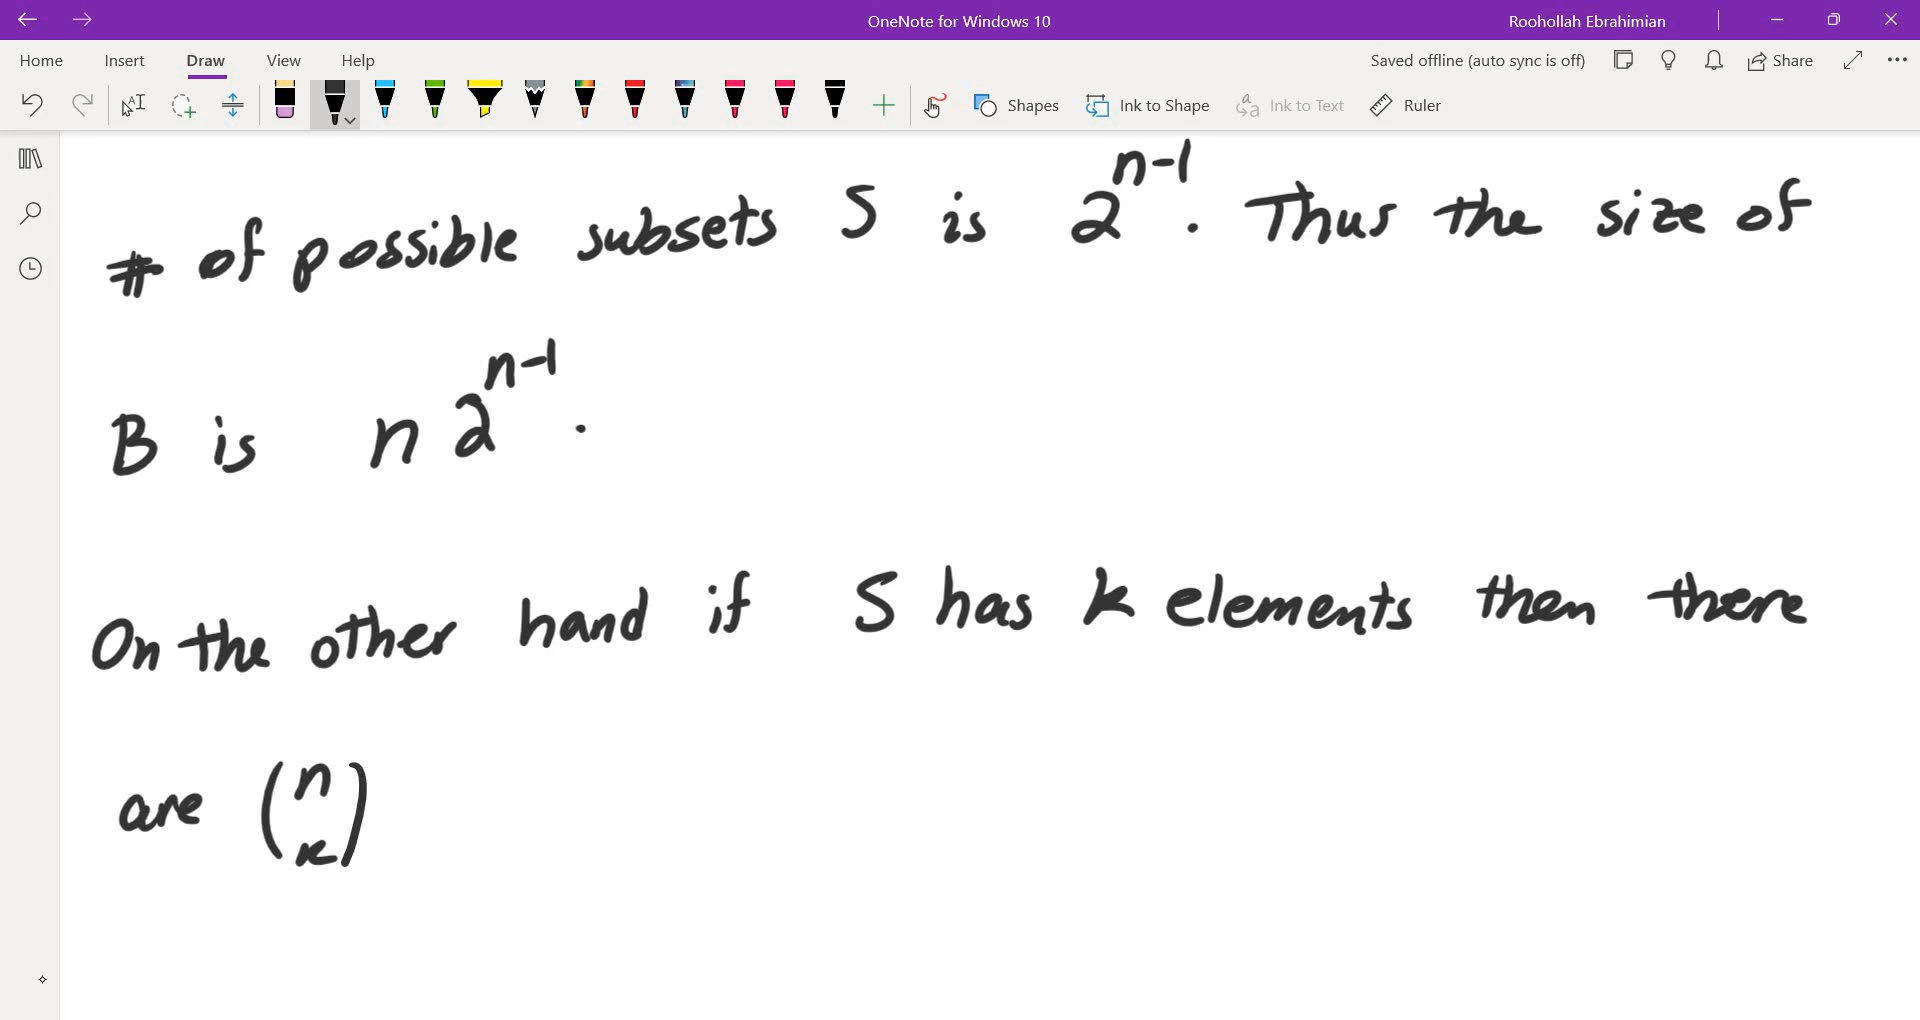 OneNote for Windows 10
Roohollah Ebrahimian
Home Insert Draw View Help
Saved offline (auto sync is off) Share
Shapes Ink to Shape Ink to Text Ruler
# of possible subsets S is 2^{n-1}. Thus the size of
B is n 2^{n-1}.
On the other hand if S has k elements then there
are (n
k)